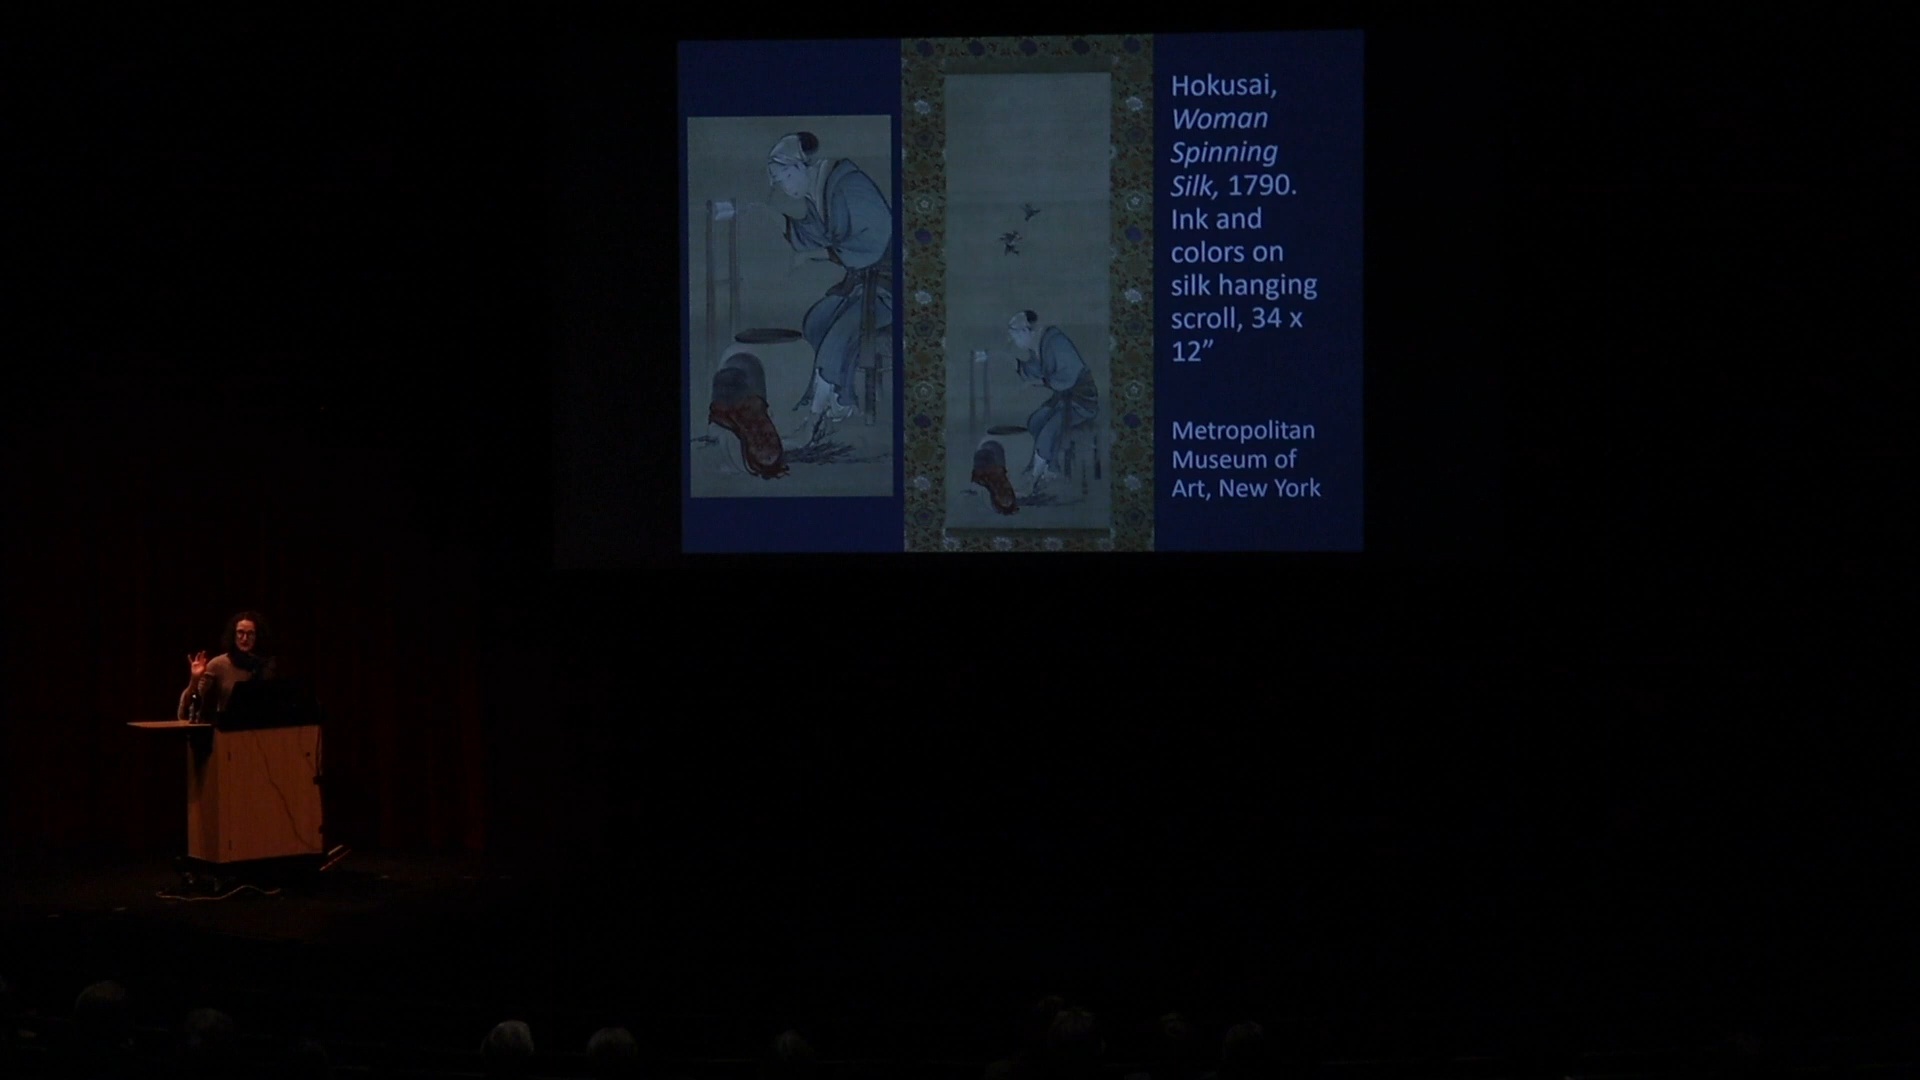 Hokusai,
Woman
Spinning
Silk, 1790.
Ink and
colors on
silk hanging
scroll, 34 x
12”
Metropolitan
Museum of
Art, New York